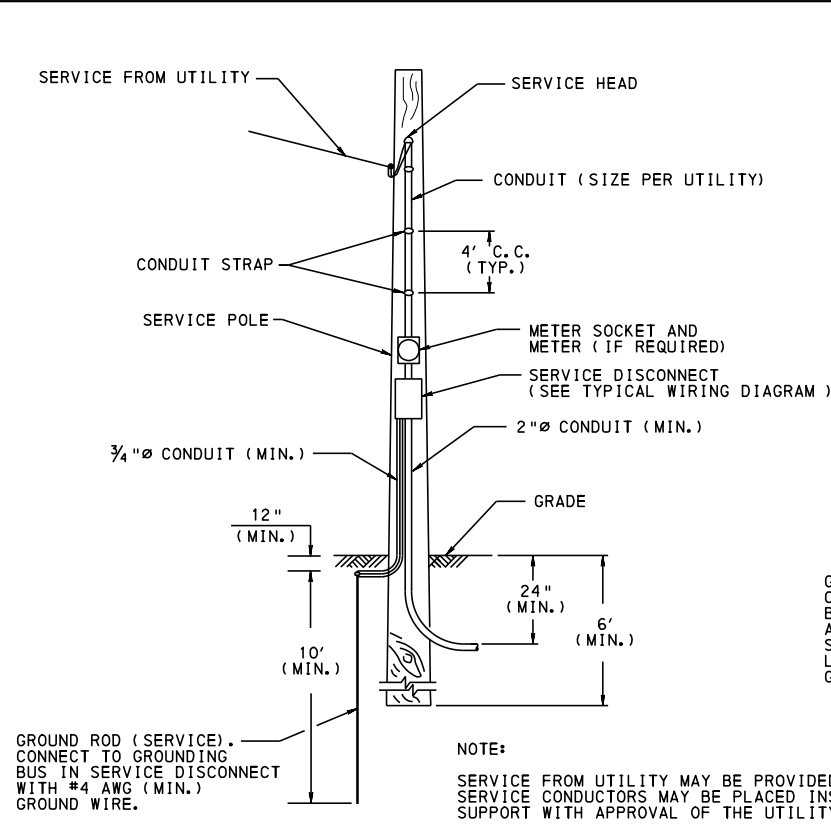 SERVICE FROM UTILITY
SERVICE HEAD
CONDUIT (SIZE PER UTILITY)
4' C.C.
(TYP.)
CONDUIT STRAP
SERVICE POLE
METER SOCKET AND
METER (IF REQUIRED)
SERVICE DISCONNECT
(SEE TYPICAL WIRING DIAGRAM )
2"Ø CONDUIT (MIN.)
¾"Ø CONDUIT (MIN.)
GRADE
12"
(MIN.)
24"
(MIN.)
6'
(MIN.)
10'
(MIN.)
G
B
A
S
L
G
GROUND ROD (SERVICE).
CONNECT TO GROUNDING
BUS IN SERVICE DISCONNECT
WITH #4 AWG (MIN.)
GROUND WIRE.
NOTE:
SERVICE FROM UTILITY MAY BE PROVIDED
SERVICE CONDUCTORS MAY BE PLACED INS
SUPPORT WITH APPROVAL OF THE UTILITY